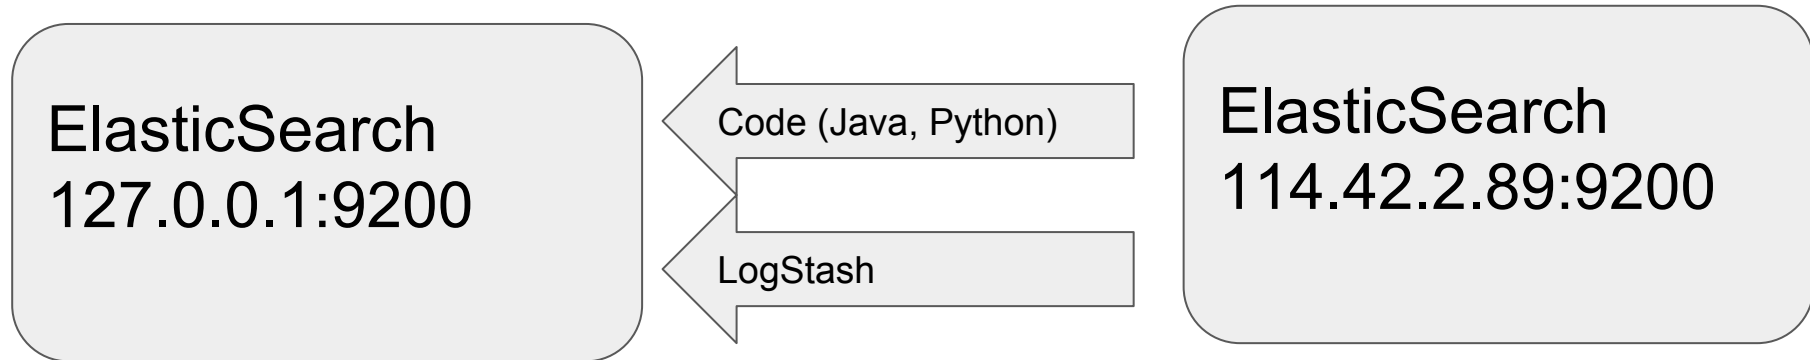 ElasticSearch
127.0.0.1:9200
Code (Java, Python)
LogStash
ElasticSearch
114.42.2.89:9200